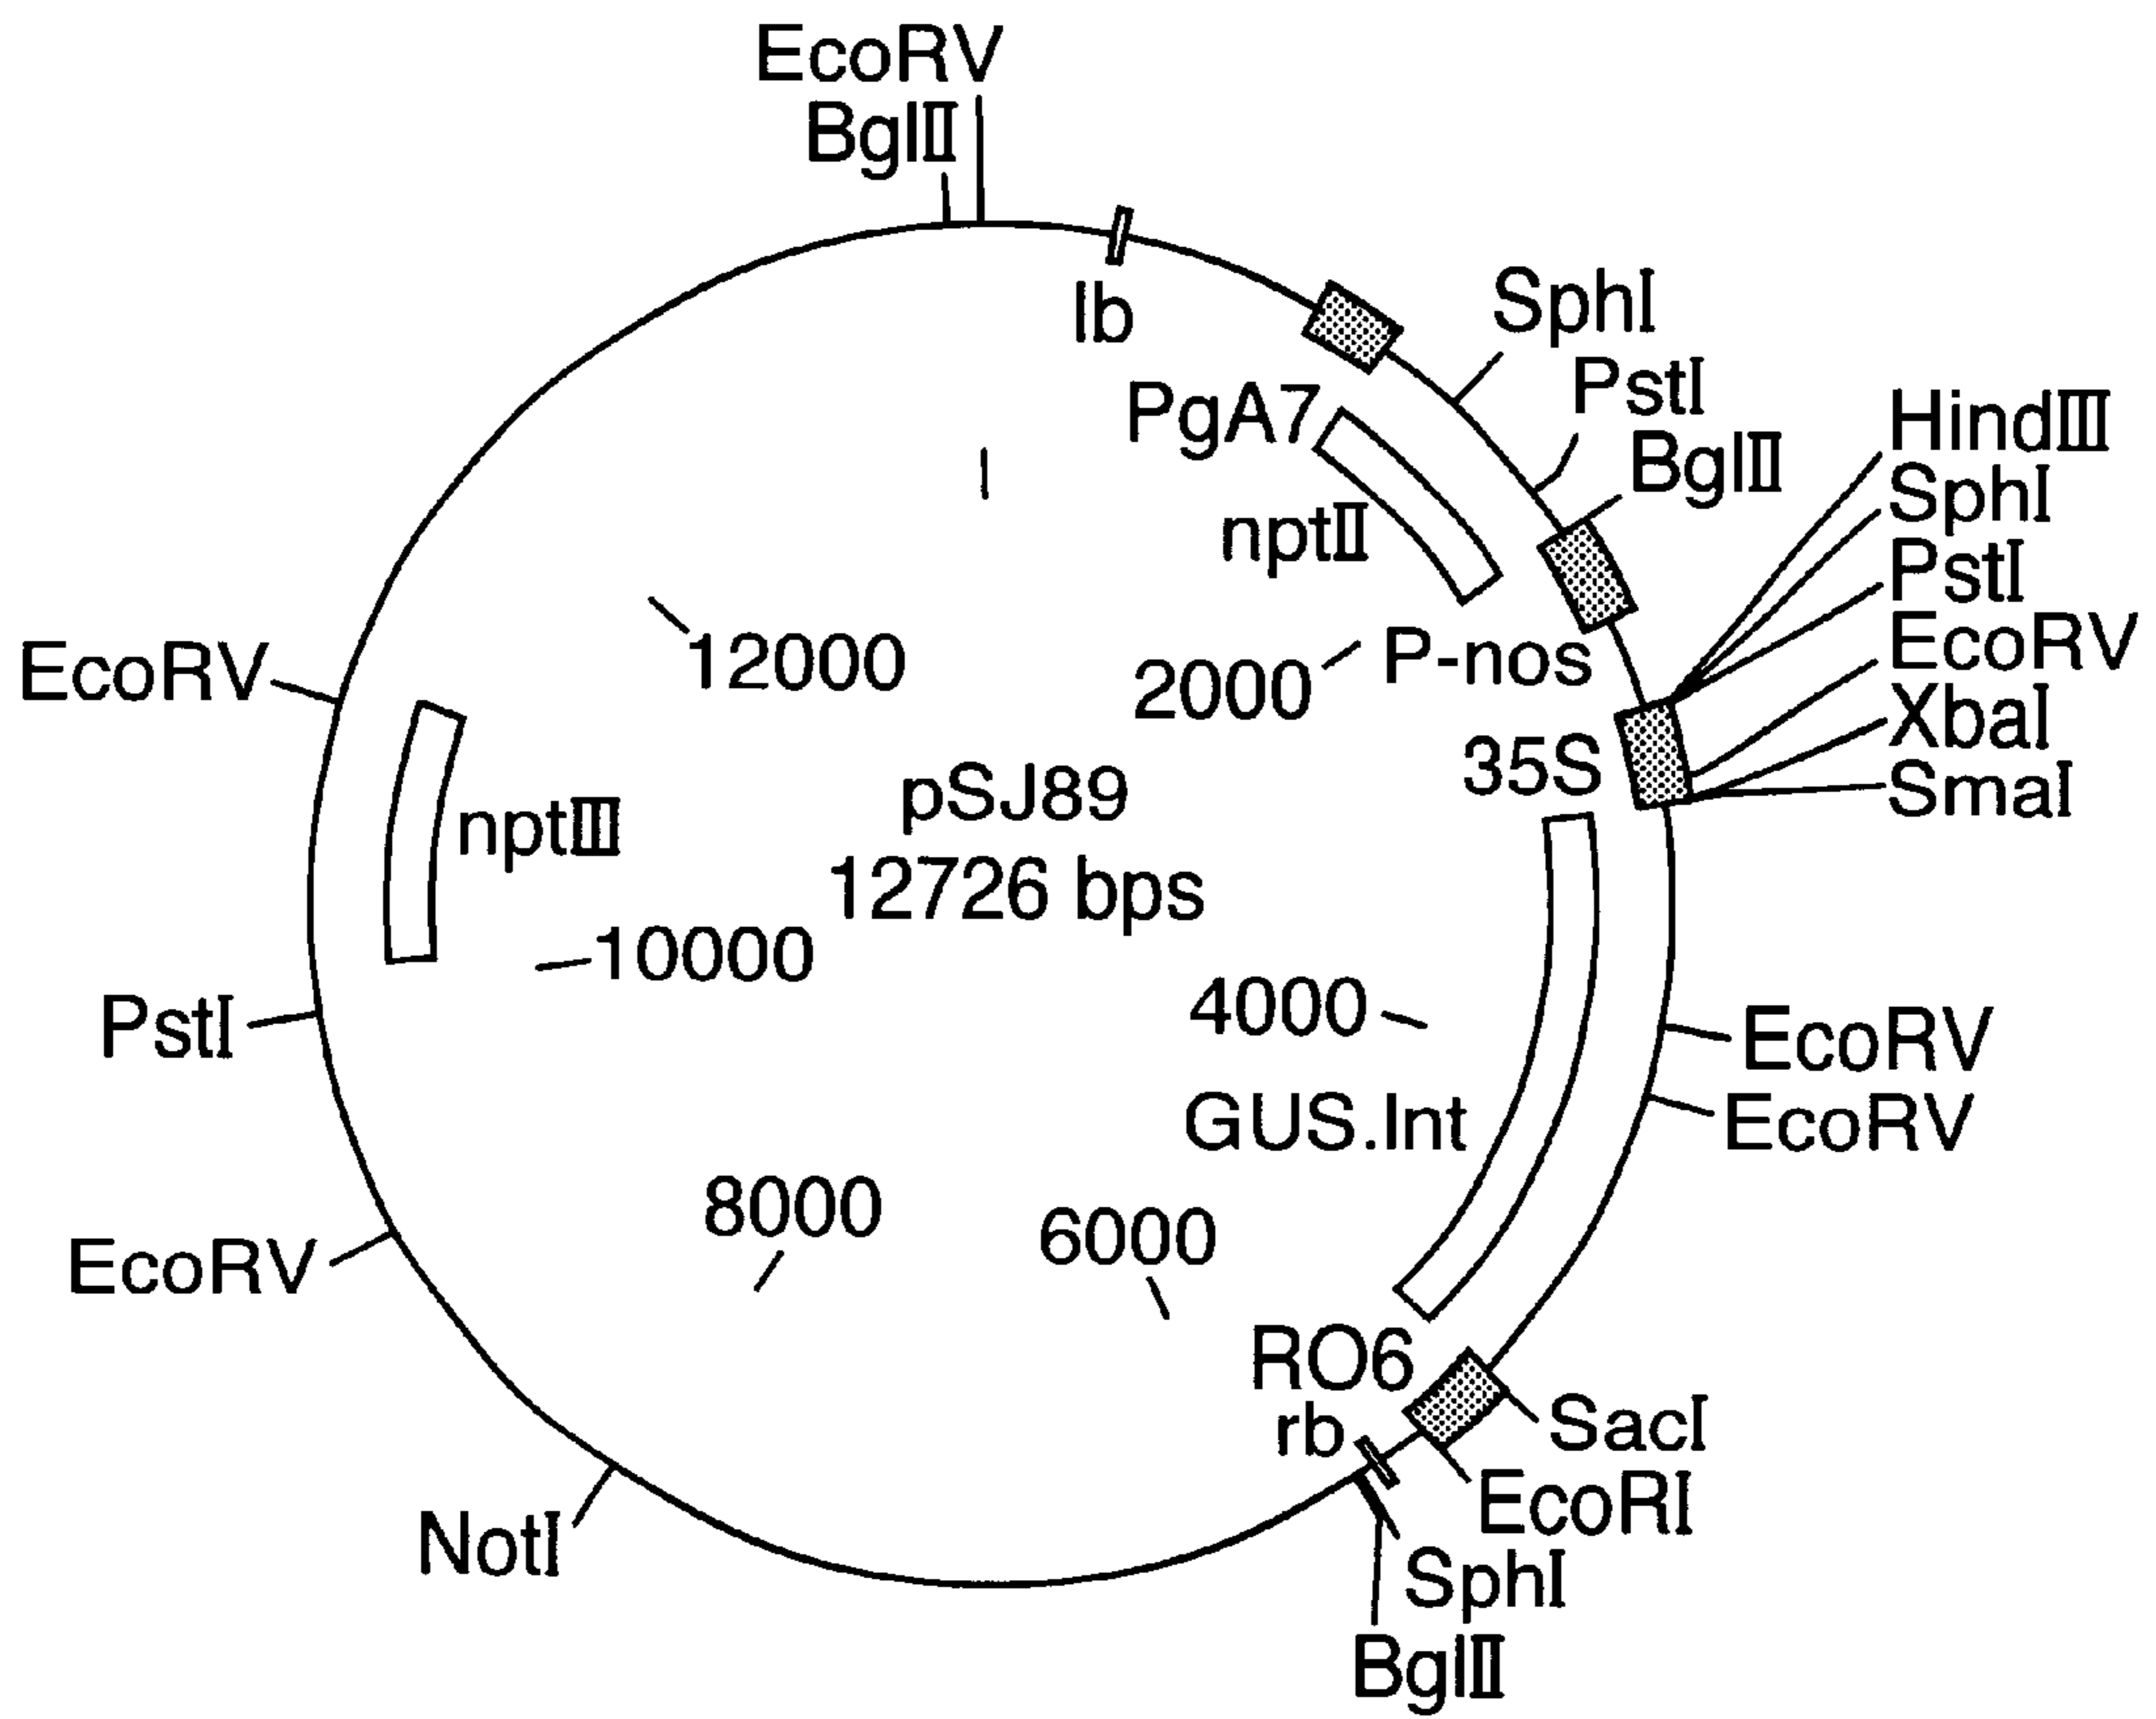 EcoRV
BglII
lb
SphI
PstI
BglII
HindIII
SphI
PstI
EcoRV
XbaI
SmaI
PgA7
nptII
P-nos
35S
12000
2000
EcoRV
nptIII
pSJ89
12726 bps
10000
4000
PstI
EcoRV
EcoRV
GUS.Int
8000
6000
EcoRV
RO6
rb
SacI
EcoRI
NotI
SphI
BglII